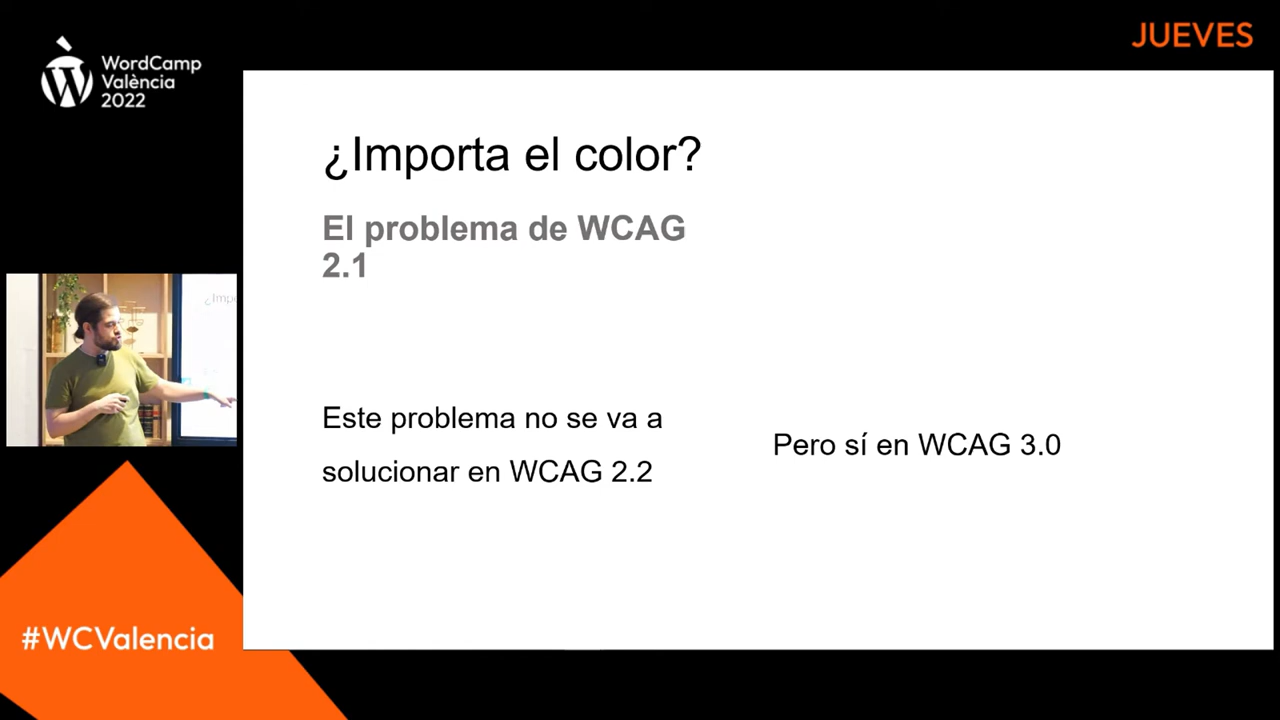 JUEVES
WordCamp
València
2022
¿Importa el color?
El problema de WCAG
2.1
¿Impo
Este problema no se va a
solucionar en WCAG 2.2
Pero sí en WCAG 3.0
#WCValencia